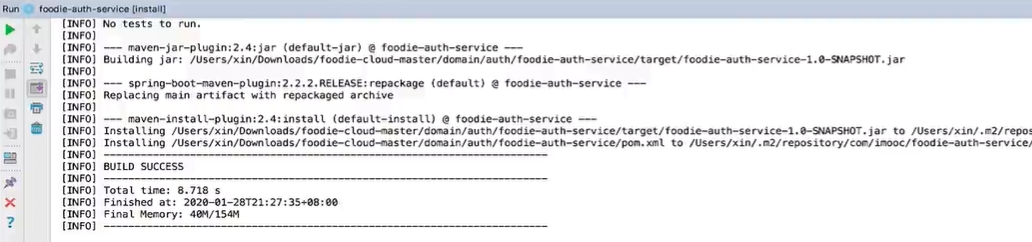 Run foodie-auth-service [install]
[INFO] No tests to run.
[INFO]
[INFO] --- maven-jar-plugin:2.4:jar (default-jar) @ foodie-auth-service ---
[INFO] Building jar: /Users/xin/Downloads/foodie-cloud-master/domain/auth/foodie-auth-service/target/foodie-auth-service-1.0-SNAPSHOT.jar
[INFO]
[INFO] --- spring-boot-maven-plugin:2.2.2.RELEASE:repackage (default) @ foodie-auth-service ---
[INFO] Replacing main artifact with repackaged archive
[INFO]
[INFO] --- maven-install-plugin:2.4:install (default-install) @ foodie-auth-service ---
[INFO] Installing /Users/xin/Downloads/foodie-cloud-master/domain/auth/foodie-auth-service/target/foodie-auth-service-1.0-SNAPSHOT.jar to /Users/xin/.m2/repos
[INFO] Installing /Users/xin/Downloads/foodie-cloud-master/domain/auth/foodie-auth-service/pom.xml to /Users/xin/.m2/repository/com/imooc/foodie-auth-service/
[INFO] ------------------------------------------------------------------------
[INFO] BUILD SUCCESS
[INFO] ------------------------------------------------------------------------
[INFO] Total time: 8.718 s
[INFO] Finished at: 2020-01-28T21:27:35+08:00
[INFO] Final Memory: 40M/154M
[INFO] ------------------------------------------------------------------------